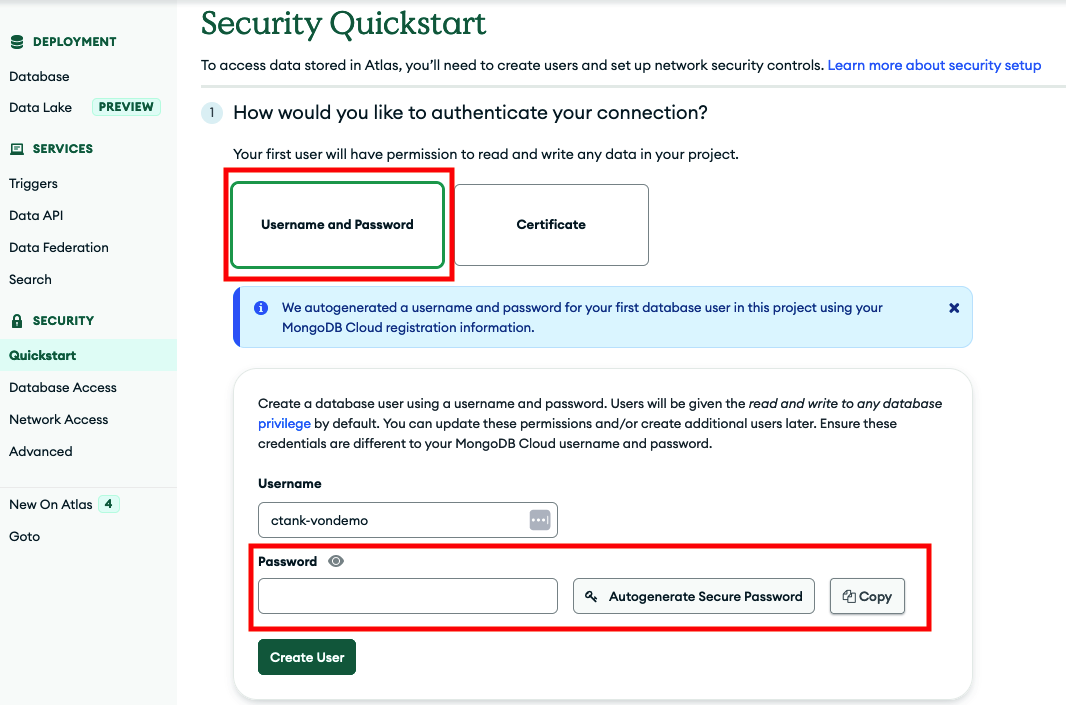 DEPLOYMENT
Database
Data Lake PREVIEW
SERVICES
Triggers
Data API
Data Federation
Search
SECURITY
Quickstart
Database Access
Network Access
Advanced
New On Atlas 4
Goto
Security Quickstart
To access data stored in Atlas, you’ll need to create users and set up network security controls. Learn more about security setup
1 How would you like to authenticate your connection?
Your first user will have permission to read and write any data in your project.
Username and Password
Certificate
We autogenerated a username and password for your first database user in this project using your
MongoDB Cloud registration information.
Create a database user using a username and password. Users will be given the read and write to any database
privilege by default. You can update these permissions and/or create additional users later. Ensure these
credentials are different to your MongoDB Cloud username and password.
Username
ctank-vondemo
Password
Autogenerate Secure Password
Copy
Create User